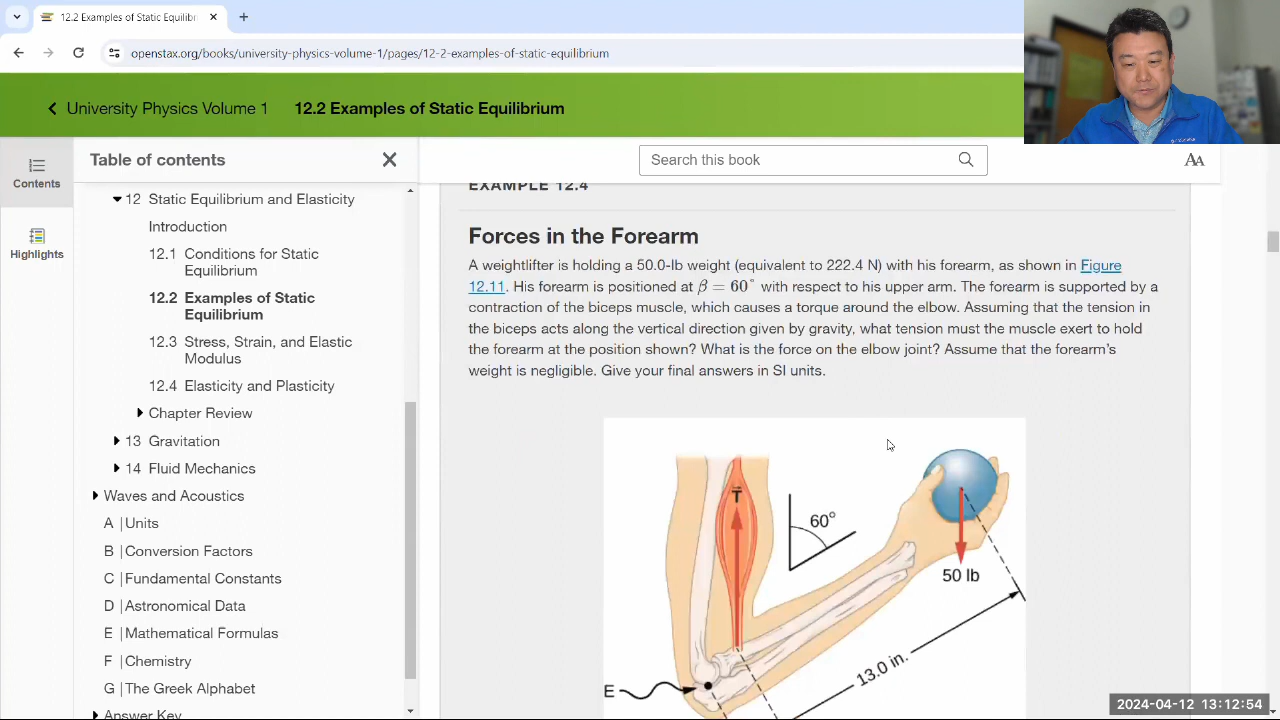 12.2 Examples of Static Equilibr
openstax.org/books/university-physics-volume-1/pages/12-2-examples-of-static-equilibrium
University Physics Volume 1
12.2 Examples of Static Equilibrium
Contents
Highlights
Table of contents
12 Static Equilibrium and Elasticity
Introduction
12.1 Conditions for Static
Equilibrium
12.2 Examples of Static
Equilibrium
12.3 Stress, Strain, and Elastic
Modulus
12.4 Elasticity and Plasticity
Chapter Review
13 Gravitation
14 Fluid Mechanics
Waves and Acoustics
A | Units
B | Conversion Factors
C | Fundamental Constants
D | Astronomical Data
E | Mathematical Formulas
F | Chemistry
G | The Greek Alphabet
Answer Key
Search this book
AA
EXAMPLE 12.4
Forces in the Forearm
A weightlifter is holding a 50.0-lb weight (equivalent to 222.4 N) with his forearm, as shown in Figure
12.11. His forearm is positioned at β = 60° with respect to his upper arm. The forearm is supported by a
contraction of the biceps muscle, which causes a torque around the elbow. Assuming that the tension in
the biceps acts along the vertical direction given by gravity, what tension must the muscle exert to hold
the forearm at the position shown? What is the force on the elbow joint? Assume that the forearm's
weight is negligible. Give your final answers in SI units.
T
60°
50 lb
13.0 in.
E
2024-04-12 13:12:54